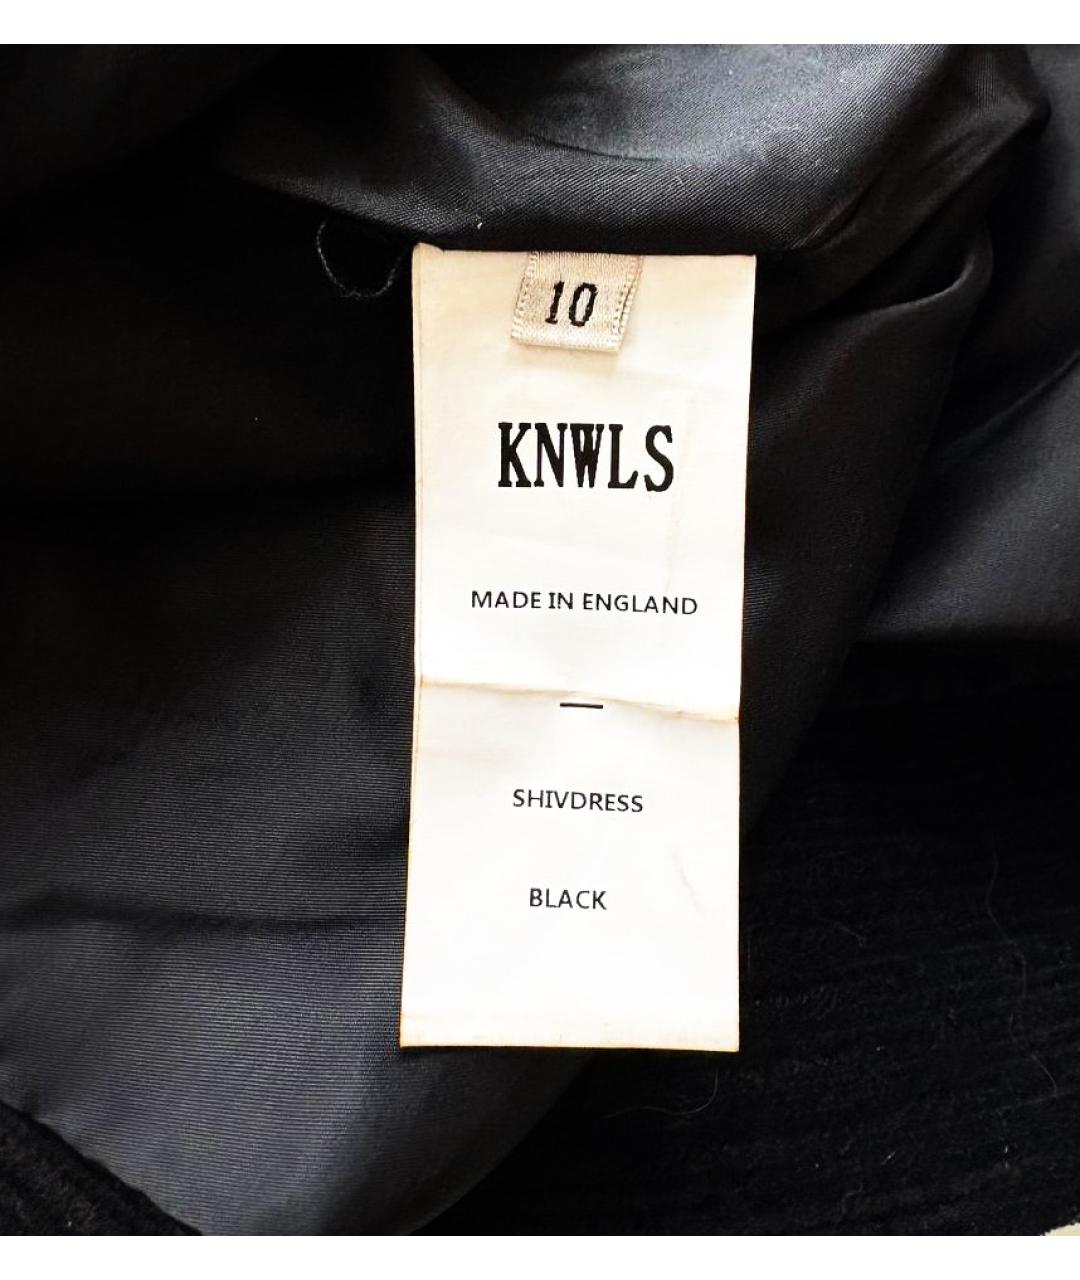 10
KNWLS
MADE IN ENGLAND
—
SHIVDRESS
BLACK